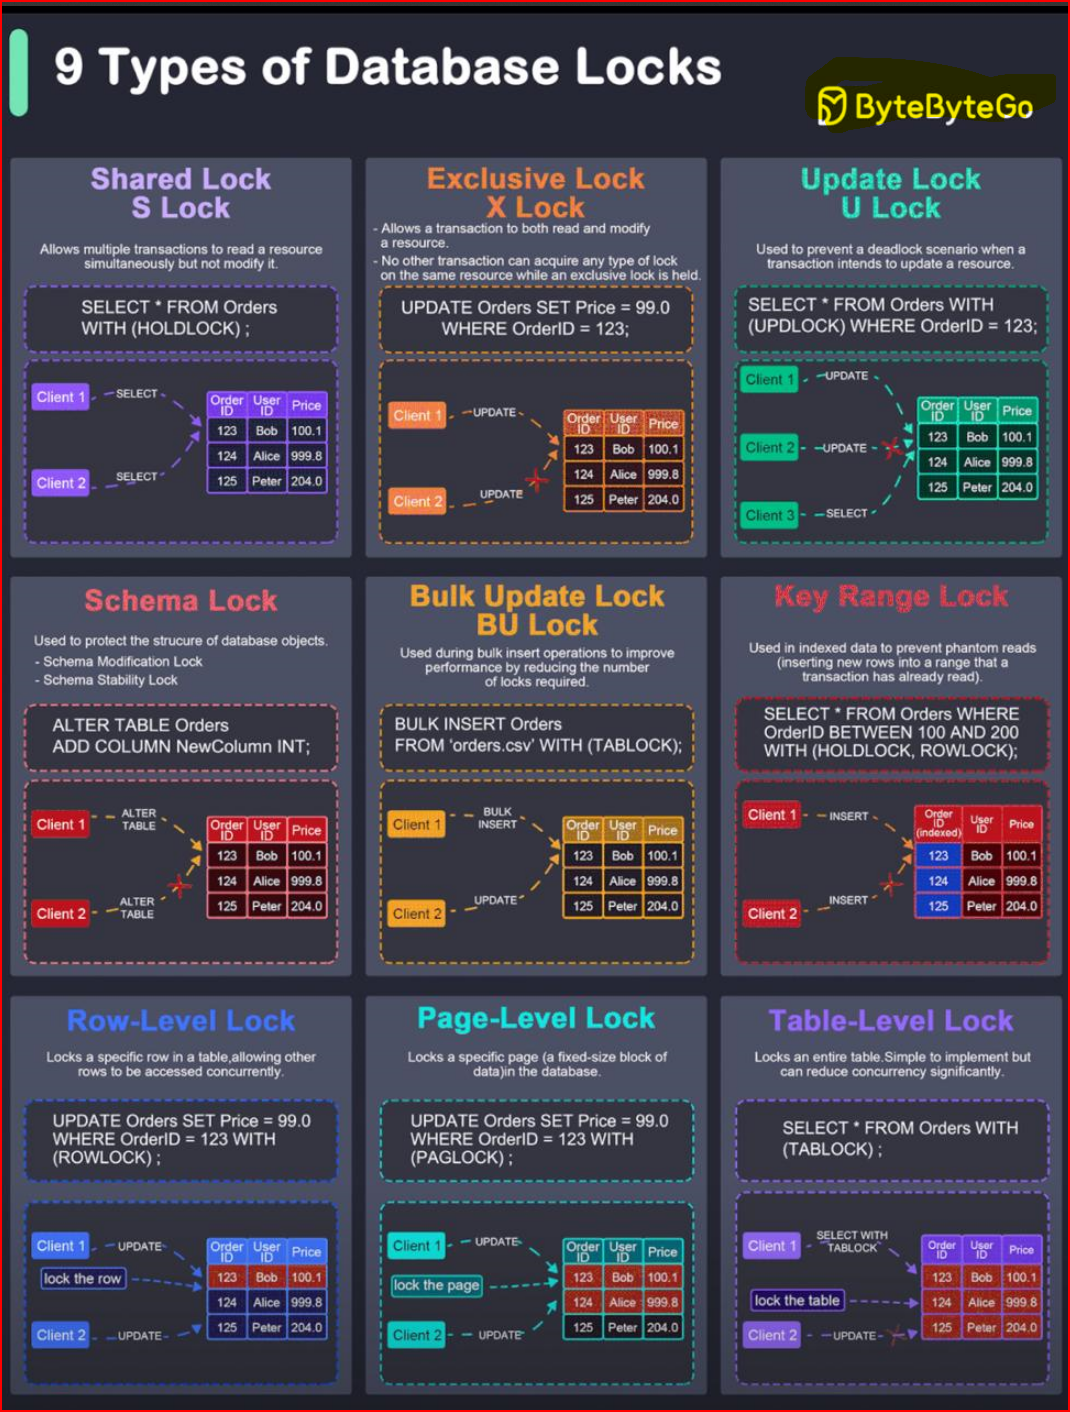 9 Types of Database Locks
ByteByteGo
Shared Lock
S Lock
Allows multiple transactions to read a resource
simultaneously but not modify it.
SELECT * FROM Orders
WITH (HOLDLOCK) ;
Client 1
SELECT
Client 2
SELECT
Order ID User ID Price
123 Bob 100.1
124 Alice 999.8
125 Peter 204.0
Exclusive Lock
X Lock
- Allows a transaction to both read and modify
a resource.
- No other transaction can acquire any type of lock
on the same resource while an exclusive lock is held.
UPDATE Orders SET Price = 99.0
WHERE OrderID = 123;
Client 1
UPDATE
Client 2
UPDATE
Order ID User ID Price
123 Bob 100.1
124 Alice 999.8
125 Peter 204.0
Update Lock
U Lock
Used to prevent a deadlock scenario when a
transaction intends to update a resource.
SELECT * FROM Orders WITH
(UPDLOCK) WHERE OrderID = 123;
Client 1
UPDATE
Client 2
UPDATE
Client 3
SELECT
Order ID User ID Price
123 Bob 100.1
124 Alice 999.8
125 Peter 204.0
Schema Lock
Used to protect the strucure of database objects.
- Schema Modification Lock
- Schema Stability Lock
ALTER TABLE Orders
ADD COLUMN NewColumn INT;
Client 1
ALTER
TABLE
Client 2
ALTER
TABLE
Order ID User ID Price
123 Bob 100.1
124 Alice 999.8
125 Peter 204.0
Bulk Update Lock
BU Lock
Used during bulk insert operations to improve
performance by reducing the number
of locks required.
BULK INSERT Orders
FROM ‘orders.csv’ WITH (TABLOCK);
Client 1
BULK
INSERT
Client 2
UPDATE
Order ID User ID Price
123 Bob 100.1
124 Alice 999.8
125 Peter 204.0
Key Range Lock
Used in indexed data to prevent phantom reads
(inserting new rows into a range that a
transaction has already read).
SELECT * FROM Orders WHERE
OrderID BETWEEN 100 AND 200
WITH (HOLDLOCK, ROWLOCK);
Client 1
INSERT
Client 2
INSERT
Order ID (indexed) User ID Price
123 Bob 100.1
124 Alice 999.8
125 Peter 204.0
Row-Level Lock
Locks a specific row in a table,allowing other
rows to be accessed concurrently.
UPDATE Orders SET Price = 99.0
WHERE OrderID = 123 WITH
(ROWLOCK) ;
Client 1
UPDATE
lock the row
Client 2
UPDATE
Order ID User ID Price
123 Bob 100.1
124 Alice 999.8
125 Peter 204.0
Page-Level Lock
Locks a specific page (a fixed-size block of
data)in the database.
UPDATE Orders SET Price = 99.0
WHERE OrderID = 123 WITH
(PAGLOCK) ;
Client 1
UPDATE
lock the page
Client 2
UPDATE
Order ID User ID Price
123 Bob 100.1
124 Alice 999.8
125 Peter 204.0
Table-Level Lock
Locks an entire table.Simple to implement but
can reduce concurrency significantly.
SELECT * FROM Orders WITH
(TABLOCK) ;
Client 1
SELECT WITH
TABLOCK
lock the table
Client 2
UPDATE
Order ID User ID Price
123 Bob 100.1
124 Alice 999.8
125 Peter 204.0